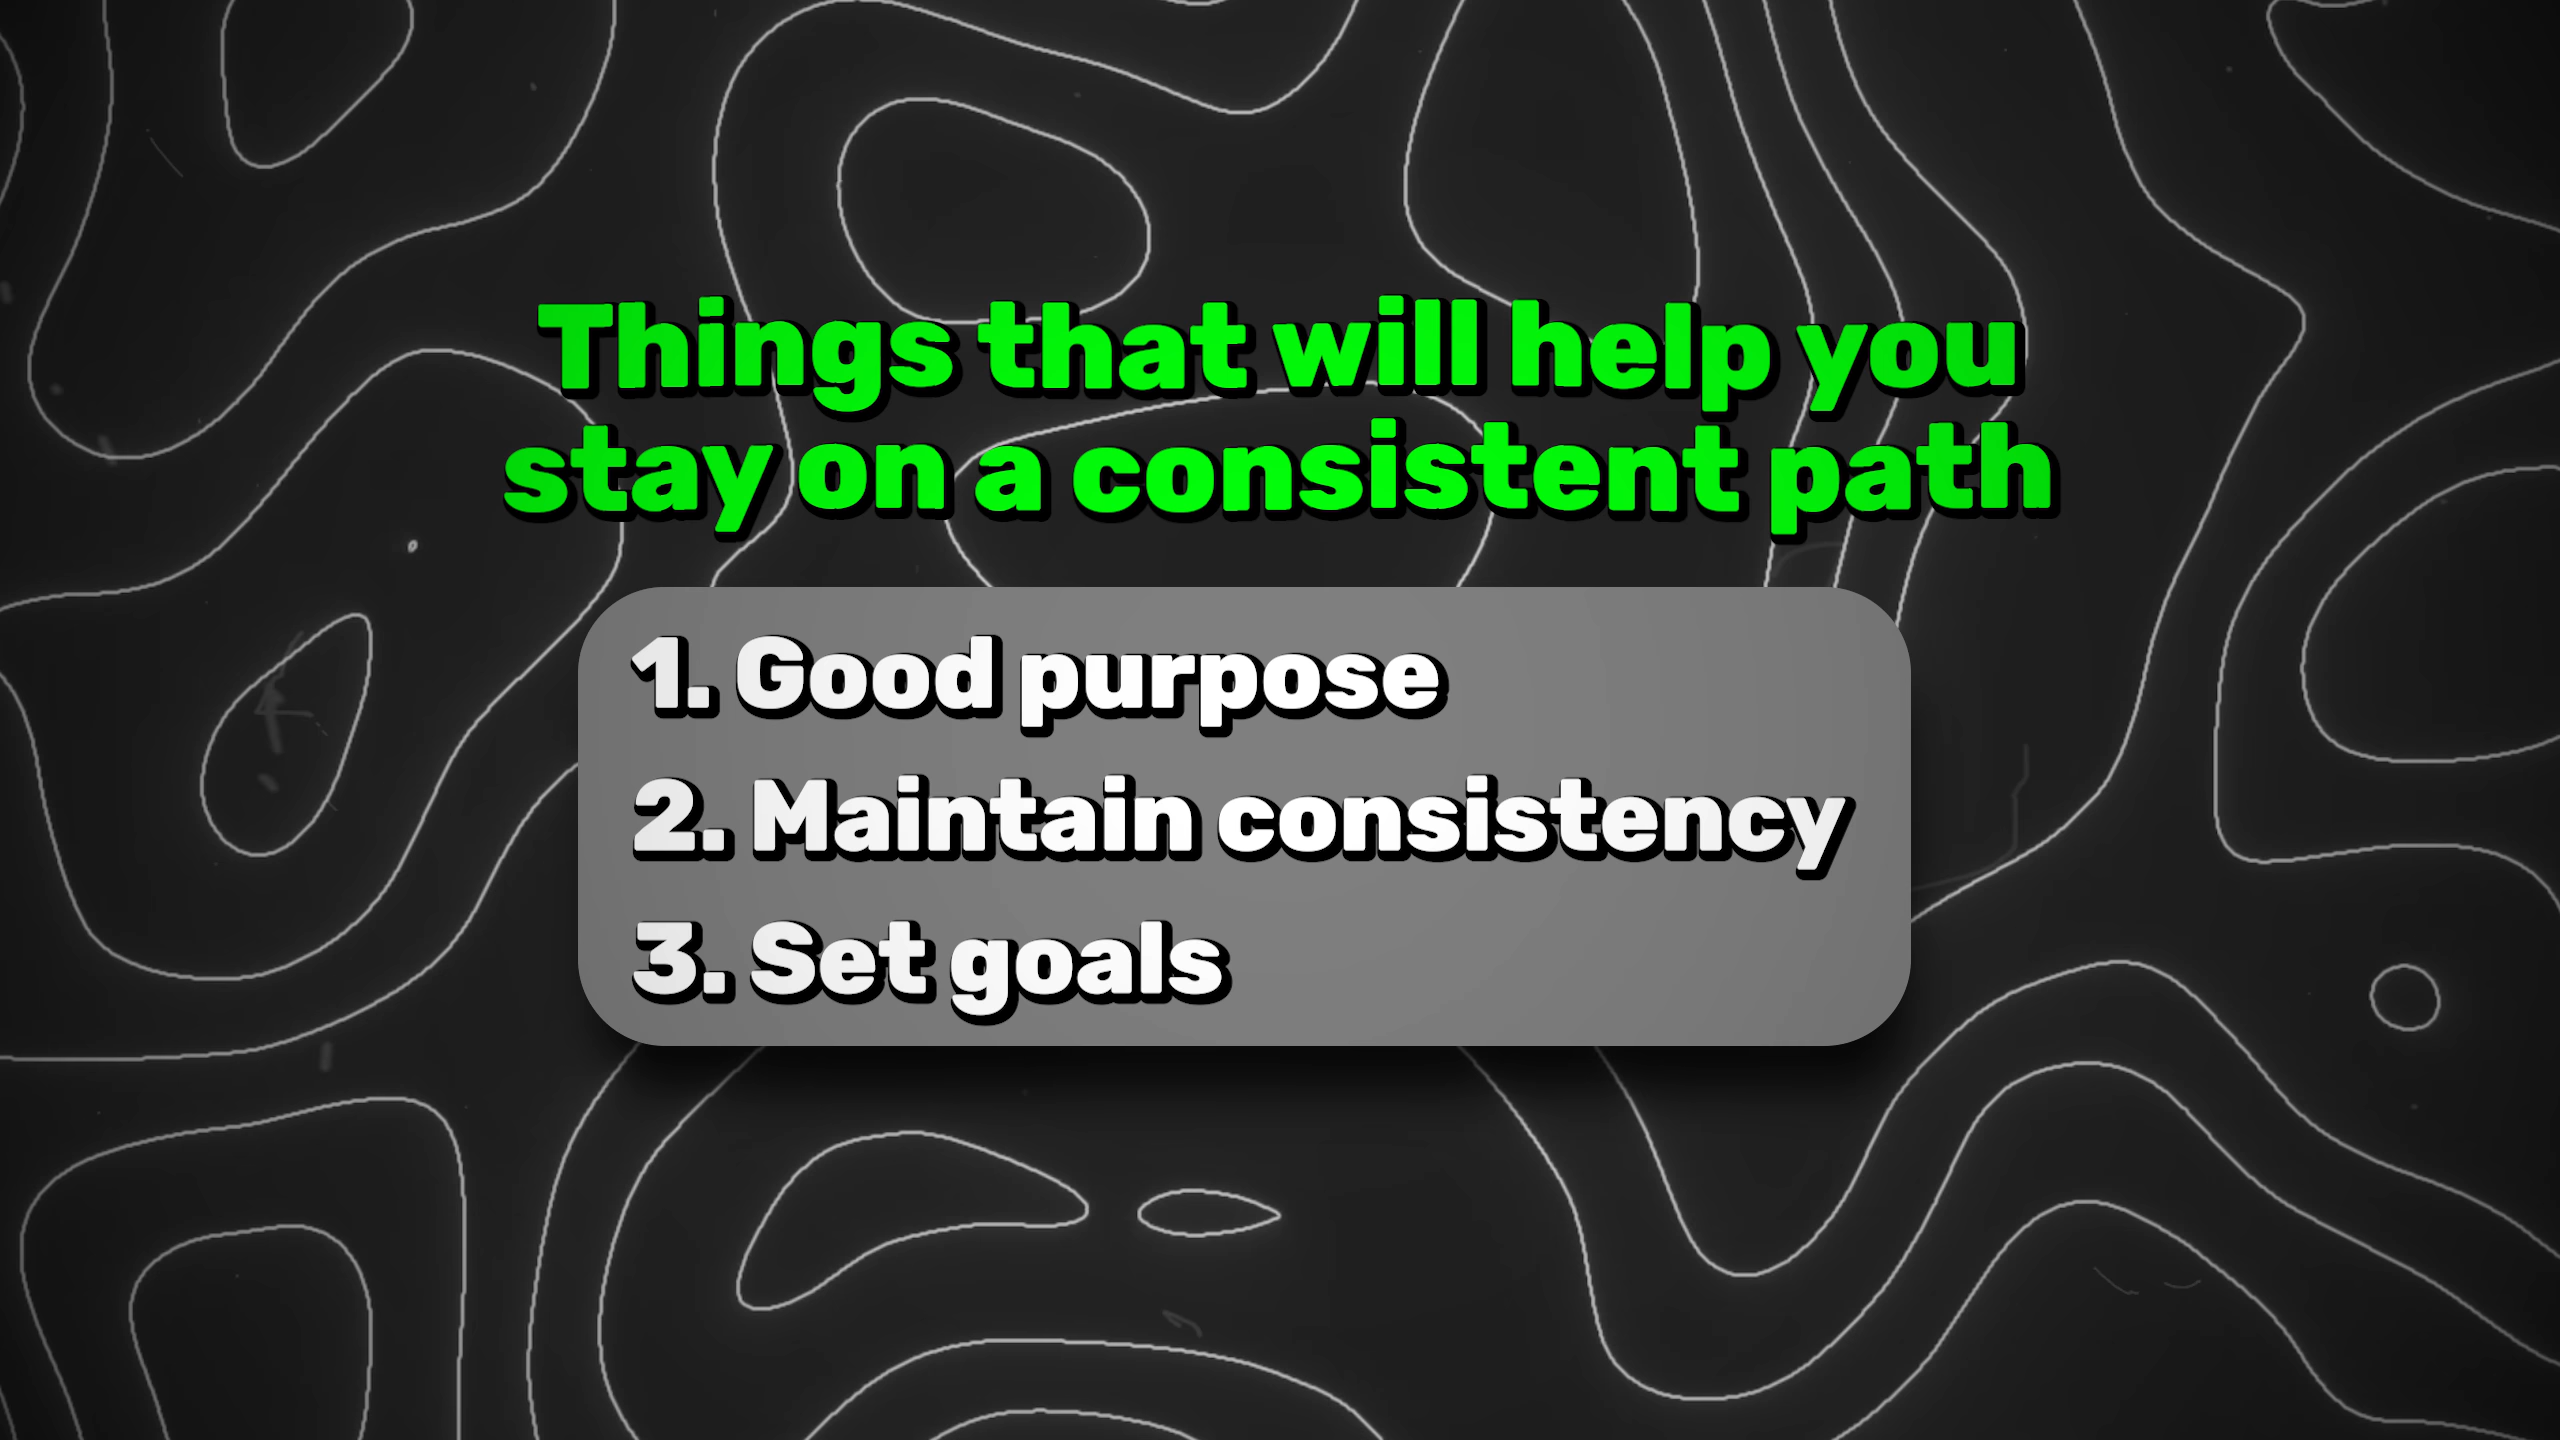 Things that will help you
stay on a consistent path
1. Good purpose
2. Maintain consistency
3. Set goals